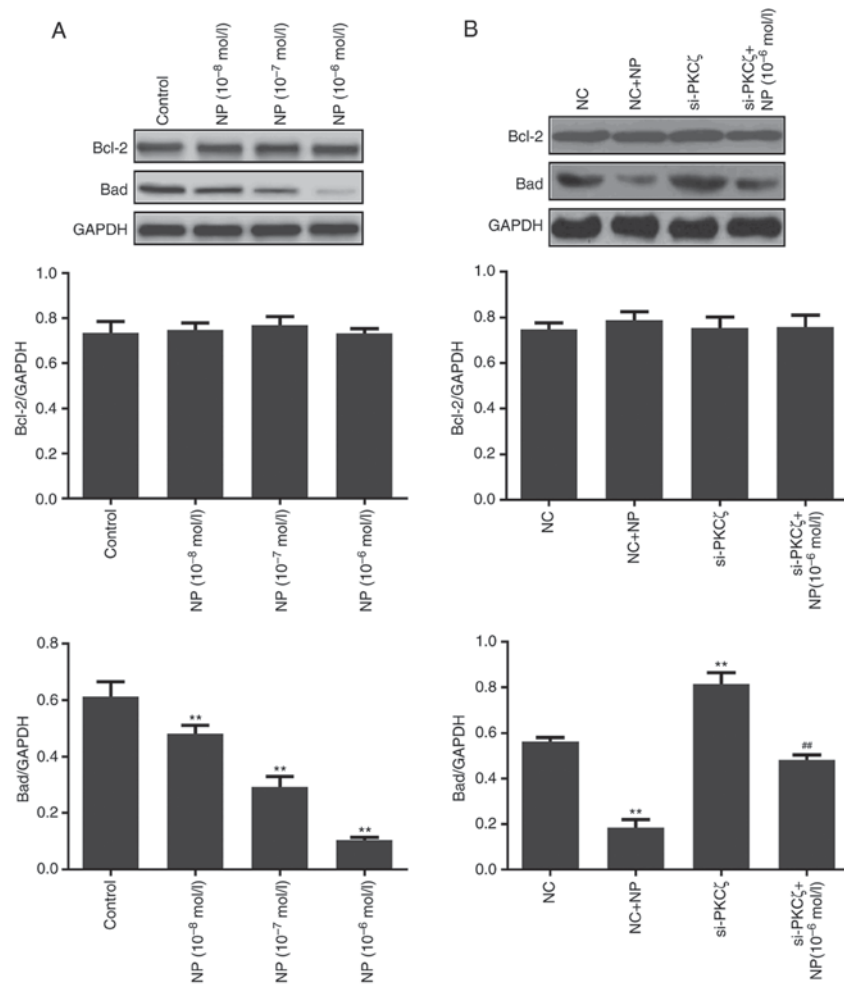 A
Control
NP (10⁻⁸ mol/l)
NP (10⁻⁷ mol/l)
NP (10⁻⁶ mol/l)
Bcl-2
Bad
GAPDH
1.0
0.8
0.6
0.4
0.2
0.0
Bcl-2/GAPDH
Control
NP (10⁻⁸ mol/l)
NP (10⁻⁷ mol/l)
NP (10⁻⁶ mol/l)
0.8
0.6
0.4
0.2
0.0
Bad/GAPDH
**
**
**
Control
NP (10⁻⁸ mol/l)
NP (10⁻⁷ mol/l)
NP (10⁻⁶ mol/l)
B
NC
NC+NP
si-PKCζ
si-PKCζ+
NP (10⁻⁶ mol/l)
Bcl-2
Bad
GAPDH
1.0
0.8
0.6
0.4
0.2
0.0
Bcl-2/GAPDH
NC
NC+NP
si-PKCζ
si-PKCζ+
NP(10⁻⁶ mol/l)
1.0
0.8
0.6
0.4
0.2
0.0
Bad/GAPDH
**
**
##
NC
NC+NP
si-PKCζ
si-PKCζ+
NP(10⁻⁶ mol/l)